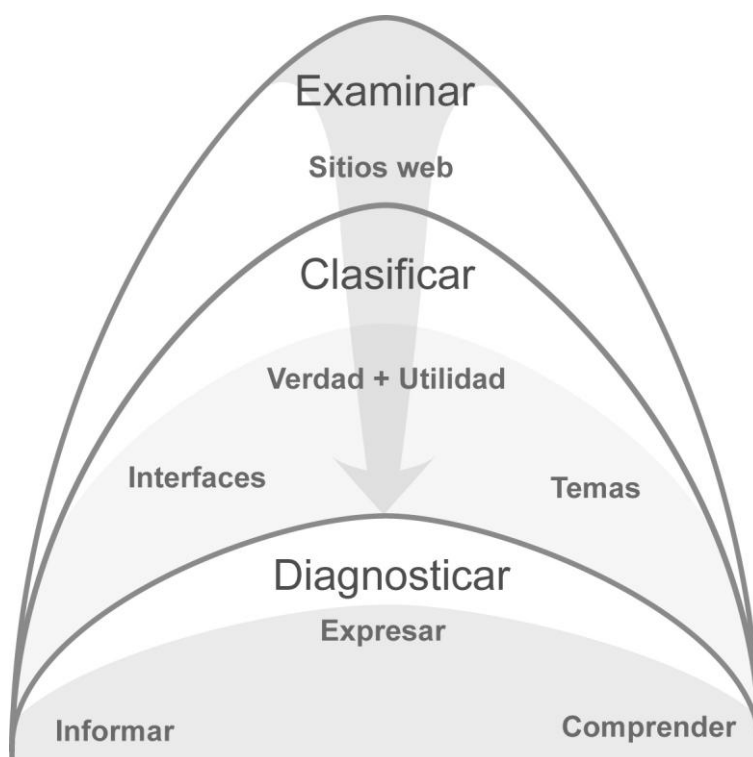 Examinar
Sitios web
Clasificar
Verdad + Utilidad
Interfaces
Temas
Diagnosticar
Expresar
Informar
Comprender